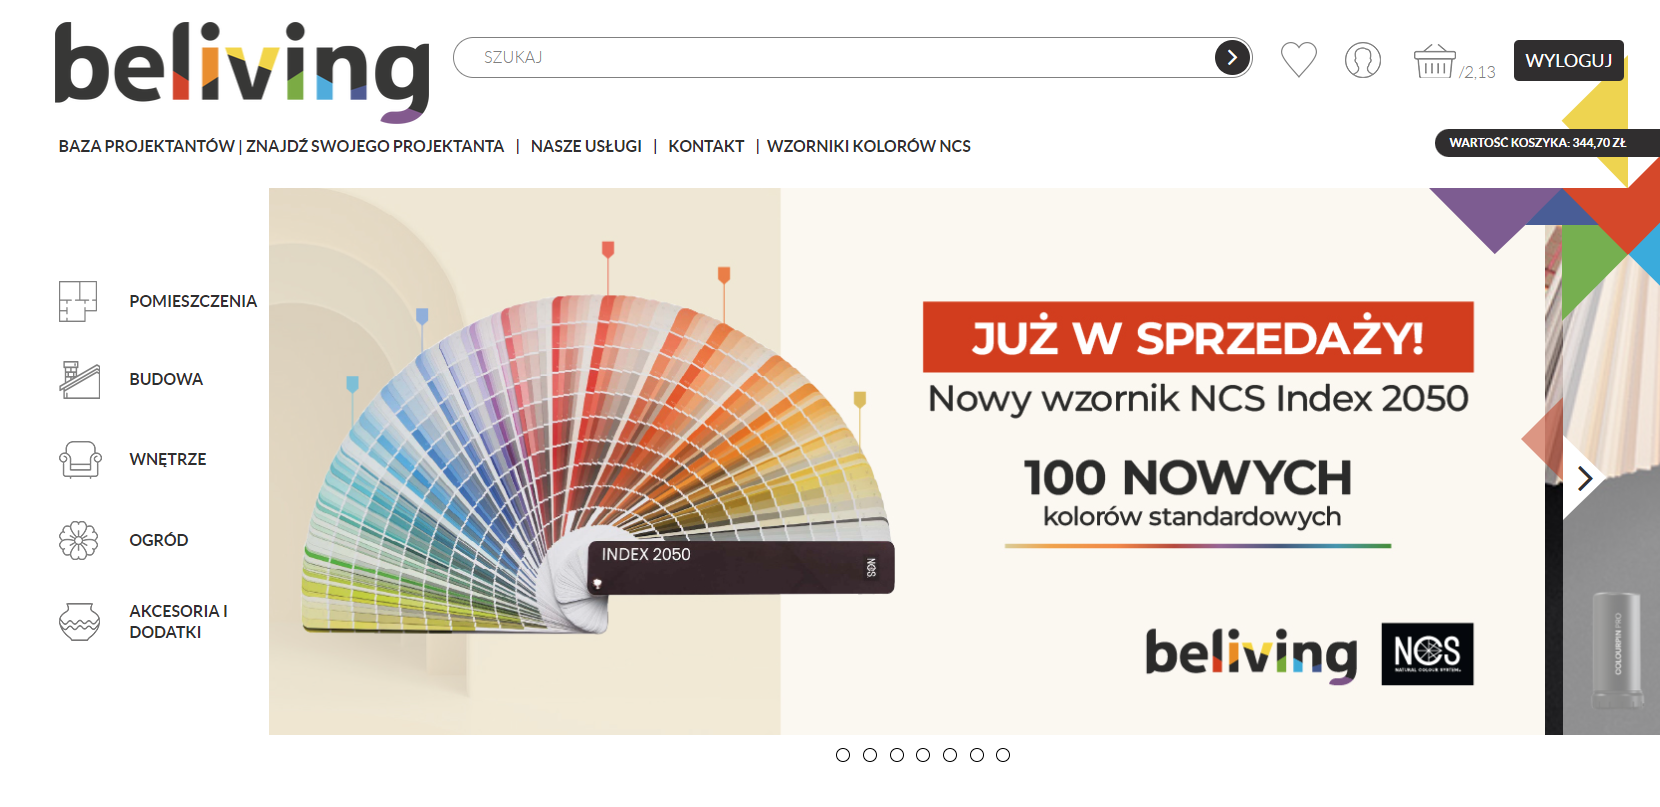 beliving
SZUKAJ
/2,13
WYLOGUJ
BAZA PROJEKTANTÓW | ZNAJDŹ SWOJEGO PROJEKTANTA | NASZE USŁUGI | KONTAKT | WZORNIKI KOLORÓW NCS
WARTOŚĆ KOSZYKA: 344,70 ZŁ
POMIESZCZENIA
BUDOWA
WNĘTRZE
OGRÓD
AKCESORIA I
DODATKI
INDEX 2050
NCS
JUŻ W SPRZEDAŻY!
Nowy wzornik NCS Index 2050
100 NOWYCH
kolorów standardowych
beliving
NCS
NATURAL COLOUR SYSTEM
COLOURPIN PRO